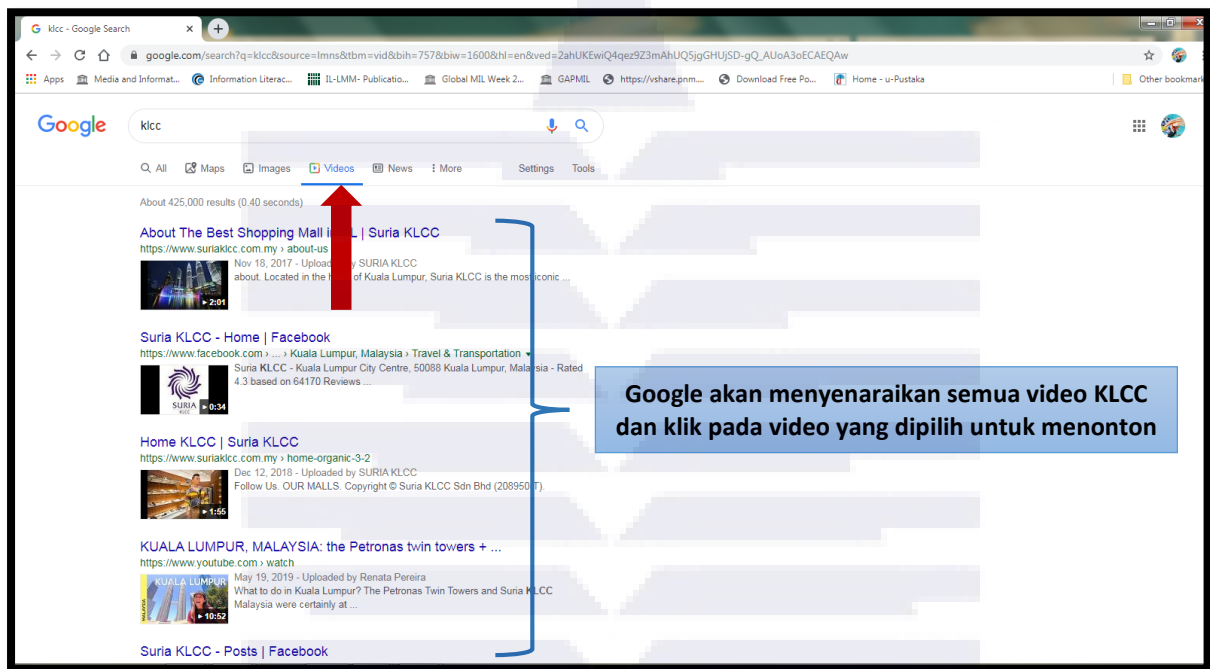 klcc - Google Search
google.com/search?q=klcc&source=lnms&tbm=vid&bih=757&biw=1600&hl=en&ved=2ahUKEwiQ4qez9Z3mAhUQ5jgGHUjSD-gQ_AUoA3oECAEQAw
Apps Media and Informat... Information Literac... IL-LMM- Publicatio... Global MIL Week 2... GAPMIL https://vshare.pnm.... Download Free Po... Home - u-Pustaka Other bookmark
Google klcc
All Maps Images Videos News More Settings Tools
About 425,000 results (0.40 seconds)
About The Best Shopping Mall in KL | Suria KLCC
https://www.suriaklcc.com.my › about-us
Nov 18, 2017 - Uploaded by SURIA KLCC
about. Located in the of Kuala Lumpur, Suria KLCC is the most iconic ...
2:01
Suria KLCC - Home | Facebook
https://www.facebook.com › ... › Kuala Lumpur, Malaysia › Travel & Transportation
Suria KLCC - Kuala Lumpur City Centre, 50088 Kuala Lumpur, Malaysia - Rated
4.3 based on 64170 Reviews ...
SURIA
KLCC
0:34
Google akan menyenaraikan semua video KLCC
dan klik pada video yang dipilih untuk menonton
Home KLCC | Suria KLCC
https://www.suriaklcc.com.my › home-organic-3-2
Dec 12, 2018 - Uploaded by SURIA KLCC
Follow Us. OUR MALLS. Copyright © Suria KLCC Sdn Bhd (208950 T).
1:55
KUALA LUMPUR, MALAYSIA: the Petronas twin towers + ...
https://www.youtube.com › watch
May 19, 2019 - Uploaded by Renata Pereira
What to do in Kuala Lumpur? The Petronas Twin Towers and Suria KLCC
Malaysia were certainly at ...
KUALA LUMPUR
MALAYSIA
10:52
Suria KLCC - Posts | Facebook